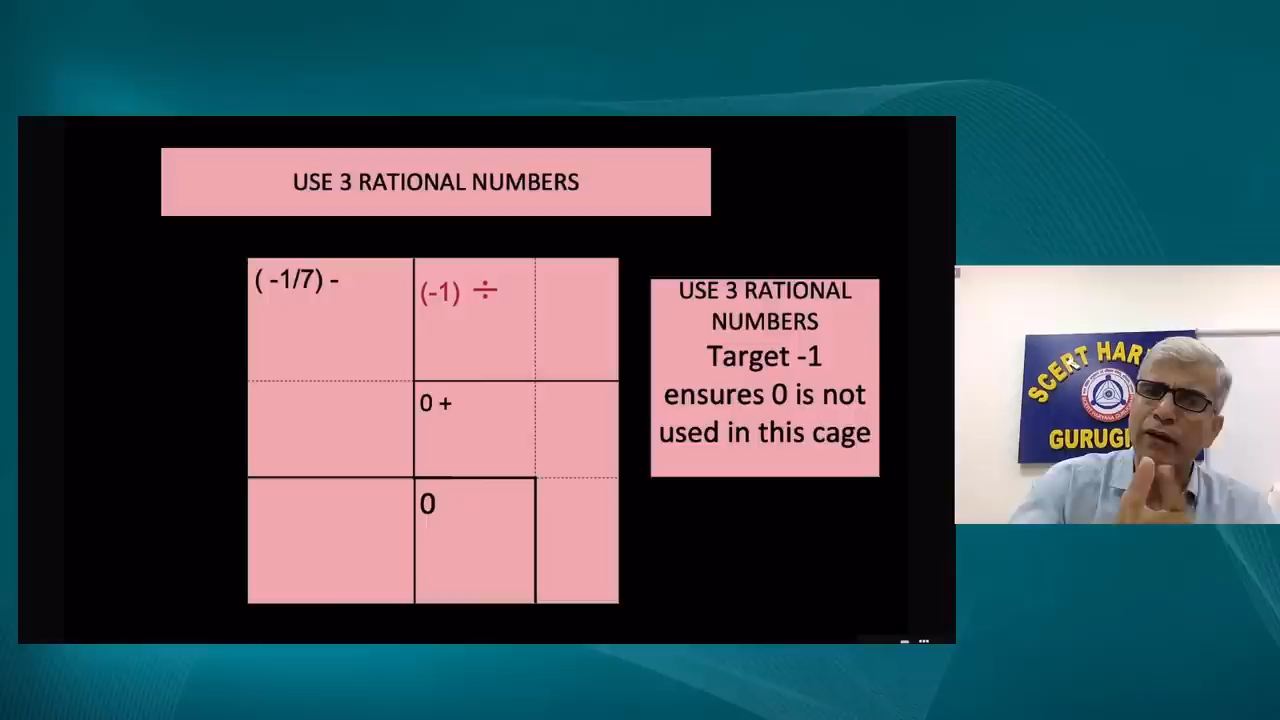 USE 3 RATIONAL NUMBERS
( -1/7) -
(-1) ÷
0 +
0
USE 3 RATIONAL
NUMBERS
Target -1
ensures 0 is not
used in this cage
SCERT HAR
GURUG